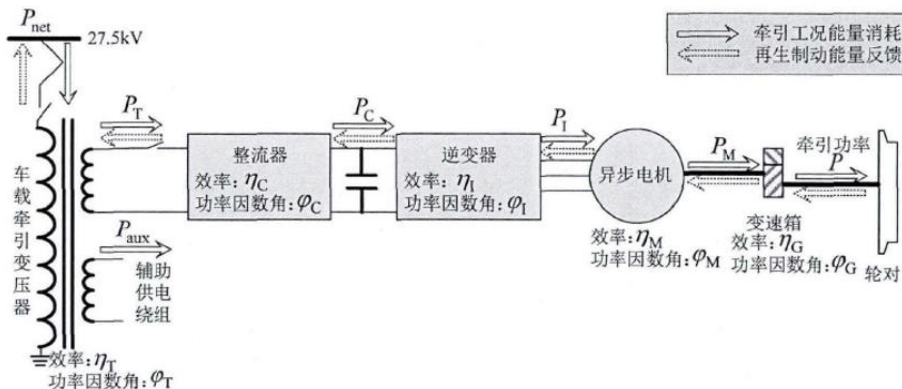 P_net
27.5kV
牵引工况能量消耗
再生制动能量反馈
P_T
P_C
P_I
P_M
牵引功率
P
整流器
效率:η_C
功率因数角:φ_C
逆变器
效率:η_I
功率因数角:φ_I
异步电机
效率:η_M
功率因数角:φ_M
变速箱
效率:η_G
功率因数角:φ_G
轮对
车载牵引变压器
P_aux
辅助
供电
绕组
效率:η_T
功率因数角:φ_T